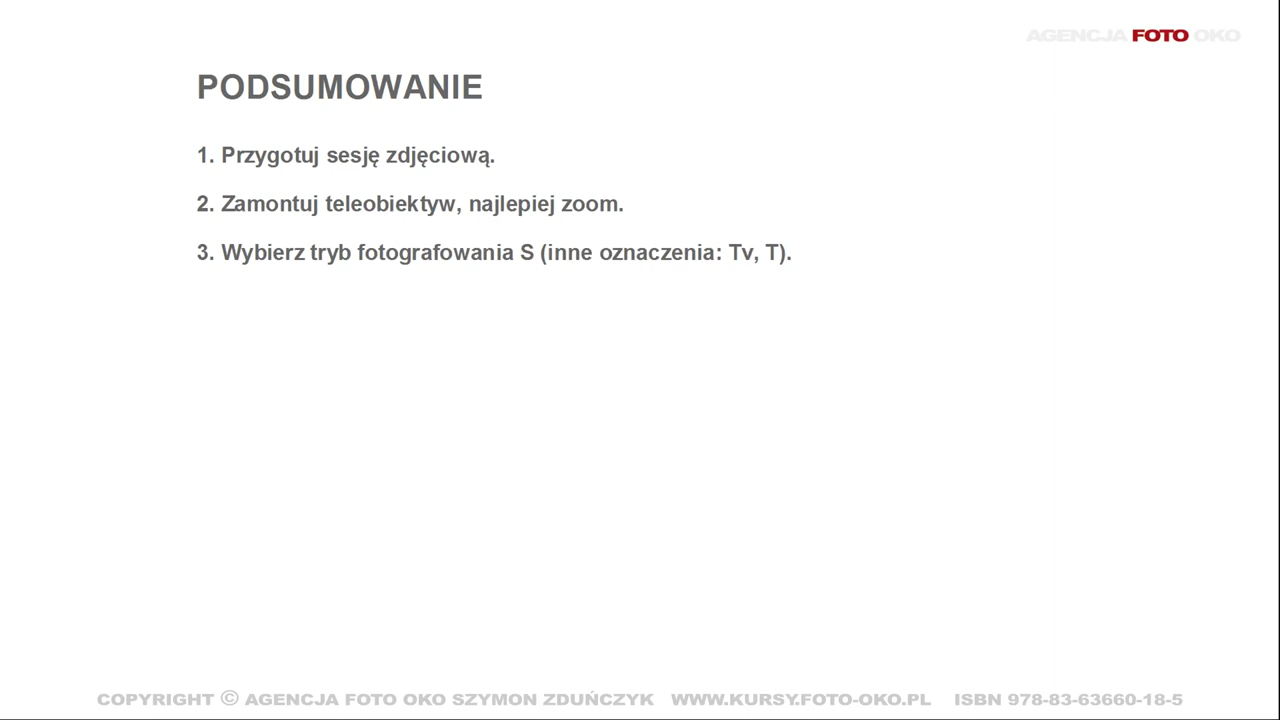 AGENCJA FOTO OKO
PODSUMOWANIE
1. Przygotuj sesję zdjęciową.
2. Zamontuj teleobiektyw, najlepiej zoom.
3. Wybierz tryb fotografowania S (inne oznaczenia: Tv, T).
COPYRIGHT © AGENCJA FOTO OKO SZYMON ZDUŃCZYK WWW.KURSY.FOTO-OKO.PL ISBN 978-83-63660-18-5